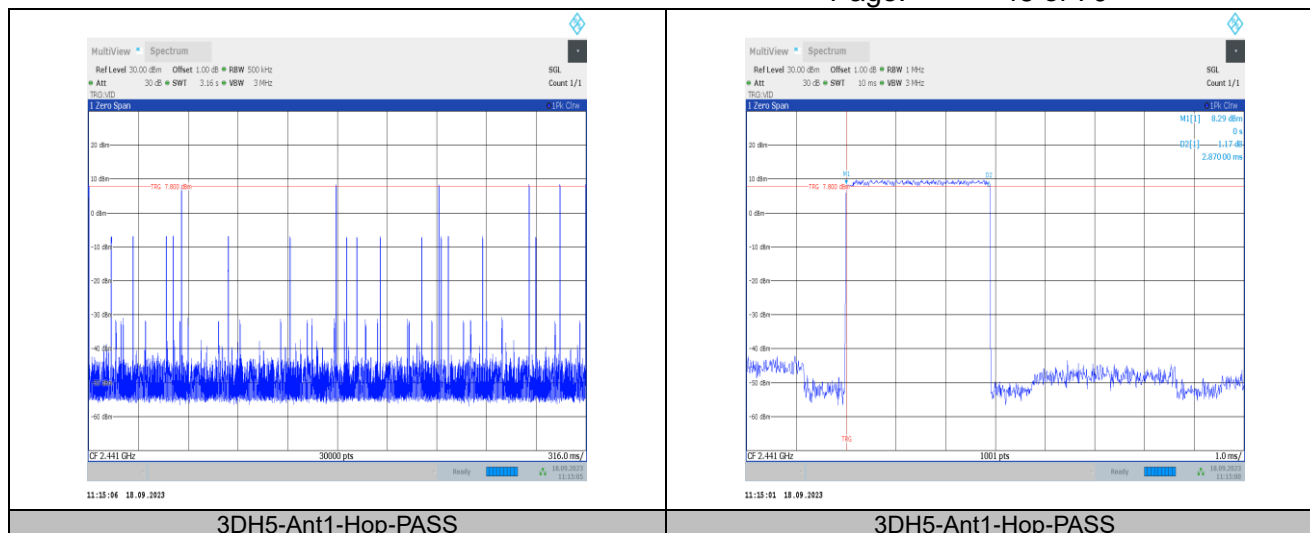 MultiView Spectrum
Ref Level 30.00 dBm Offset 1.00 dB RBW 500 kHz SGL
Att 30 dB SWT 3.16 s VBW 3 MHz Count 1/1
TRG:VID
1 Zero Span 1Pk Clrw
20 dBm
10 dBm
TRG 7.800 dBm
0 dBm
-10 dBm
-20 dBm
-30 dBm
-40 dBm
-60 dBm
CF 2.441 GHz 30000 pts 316.0 ms/
Ready 18.09.2023
11:15:05
11:15:06 18.09.2023
3DH5-Ant1-Hop-PASS
MultiView Spectrum
Ref Level 30.00 dBm Offset 1.00 dB RBW 1 MHz SGL
Att 30 dB SWT 10 ms VBW 3 MHz Count 1/1
TRG:VID
1 Zero Span 1Pk Clrw
M1[1] 8.29 dBm
0 s
D2[1] 1.17 dB
2.87000 ms
20 dBm
10 dBm
M1 D2
TRG 7.800 dBm
0 dBm
-10 dBm
-20 dBm
-30 dBm
-40 dBm
-50 dBm
-60 dBm
TRG
CF 2.441 GHz 1001 pts 1.0 ms/
Ready 18.09.2023
11:15:01 18.09.2023
3DH5-Ant1-Hop-PASS